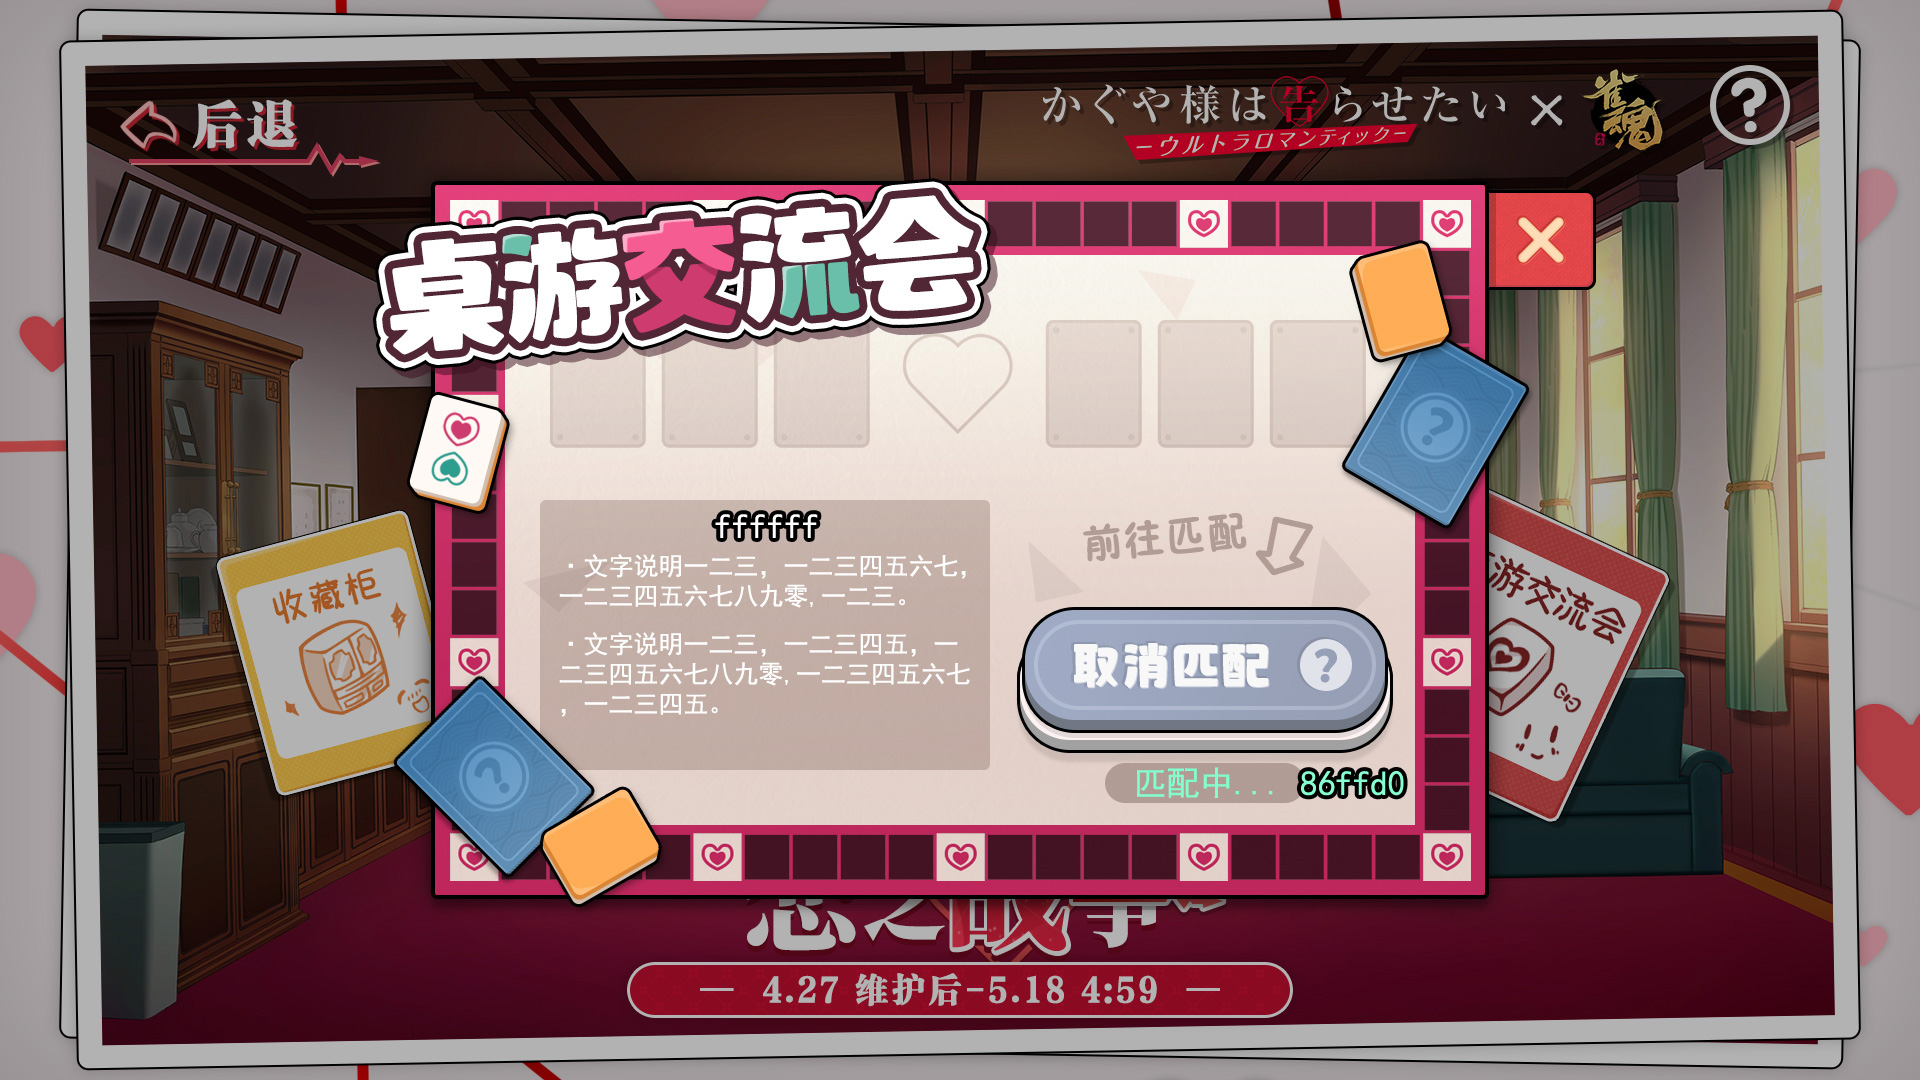 后退
かぐや様は告らせたい × 雀魂
ーウルトラロマンティックー
?
桌游交流会
收藏柜
ffffff
·文字说明一二三，一二三四五六七，
一二三四五六七八九零,一二三。
·文字说明一二三，一二三四五，一
二三四五六七八九零,一二三四五六七
，一二三四五。
前往匹配
取消匹配 ?
匹配中... 86ffd0
?
?
游交流会
恋之战争
— 4.27 维护后-5.18 4:59 —